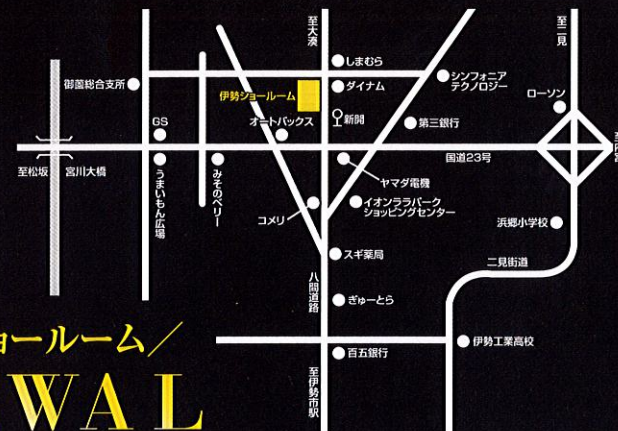 至大湊
至二見
しまむら
御薗総合支所
伊勢ショールーム
ダイナム
シンフォニア
テクノロジー
ローソン
GS
オートバックス
新開
第三銀行
至内宮
至松坂
宮川大橋
国道23号
うまいもん広場
みそのベリー
ヤマダ電機
コメリ
イオンララパーク
ショッピングセンター
浜郷小学校
スギ薬局
二見街道
八間道路
ぎゅーとら
ョールーム/
伊勢工業高校
百五銀行
WAL
至伊勢市駅